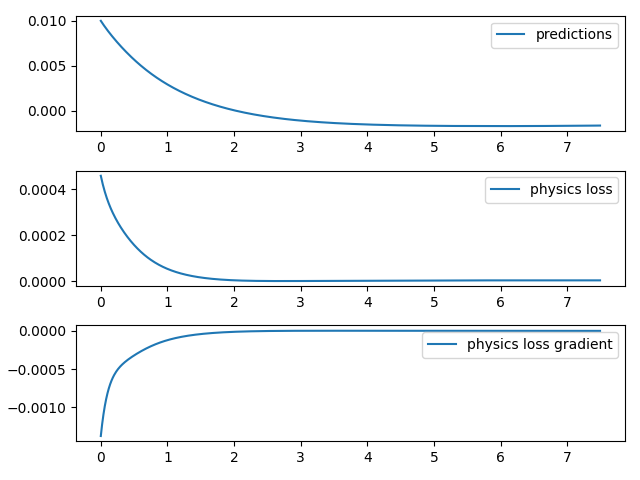 predictions
0.010
0.005
0.000
0 1 2 3 4 5 6 7
physics loss
0.0004
0.0002
0.0000
0 1 2 3 4 5 6 7
0.0000
physics loss gradient
−0.0005
−0.0010
0 1 2 3 4 5 6 7